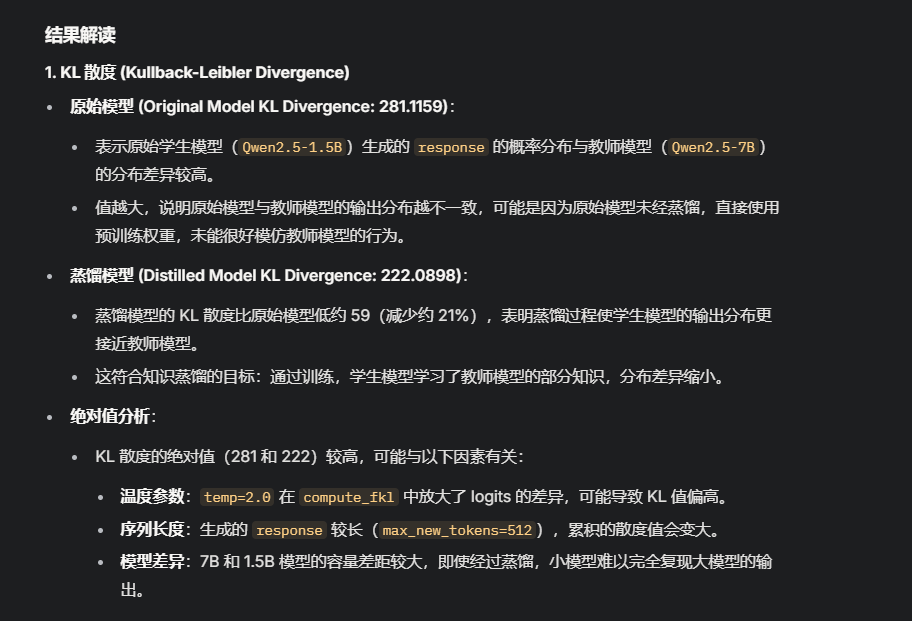 结果解读
1. KL 散度 (Kullback-Leibler Divergence)
• 原始模型 (Original Model KL Divergence: 281.1159)：
• 表示原始学生模型（Qwen2.5-1.5B）生成的 response 的概率分布与教师模型（Qwen2.5-7B）
的分布差异较高。
• 值越大，说明原始模型与教师模型的输出分布越不一致，可能是因为原始模型未经蒸馏，直接使用
预训练权重，未能很好模仿教师模型的行为。
• 蒸馏模型 (Distilled Model KL Divergence: 222.0898)：
• 蒸馏模型的 KL 散度比原始模型低约 59（减少约 21%），表明蒸馏过程使学生模型的输出分布更
接近教师模型。
• 这符合知识蒸馏的目标：通过训练，学生模型学习了教师模型的部分知识，分布差异缩小。
• 绝对值分析：
• KL 散度的绝对值（281 和 222）较高，可能与以下因素有关：
• 温度参数：temp=2.0 在 compute_fkl 中放大了 logits 的差异，可能导致 KL 值偏高。
• 序列长度：生成的 response 较长（max_new_tokens=512），累积的散度值会变大。
• 模型差异：7B 和 1.5B 模型的容量差距较大，即使经过蒸馏，小模型难以完全复现大模型的输
出。